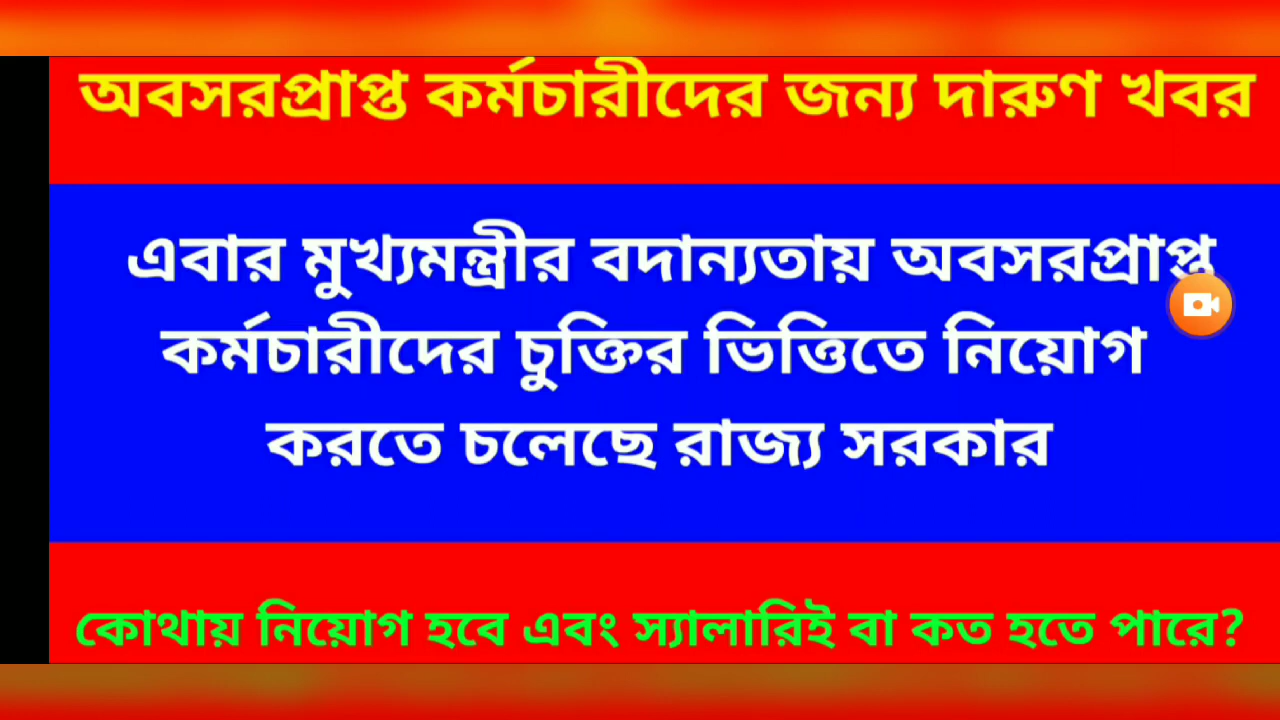 অবসরপ্রাপ্ত কর্মচারীদের জন্য দারুণ খবর
এবার মুখ্যমন্ত্রীর বদান্যতায় অবসরপ্রাপ্ত
কর্মচারীদের চুক্তির ভিত্তিতে নিয়োগ
করতে চলেছে রাজ্য সরকার
কোথায় নিয়োগ হবে এবং স্যালারিই বা কত হতে পারে?